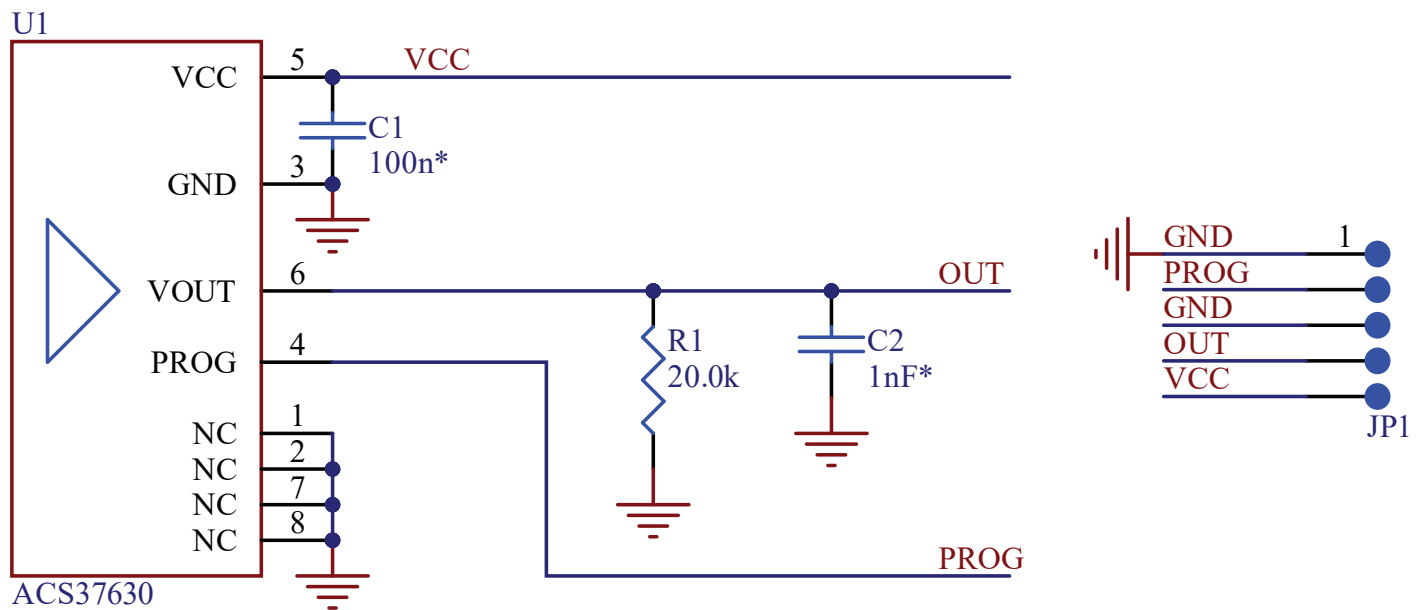 U1
VCC 5 VCC
C1
100n*
GND 3
VOUT 6 OUT
PROG 4
R1
20.0k
C2
1nF*
NC 1
NC 2
NC 7
NC 8
PROG
ACS37630
GND 1
PROG
GND
OUT
VCC
JP1